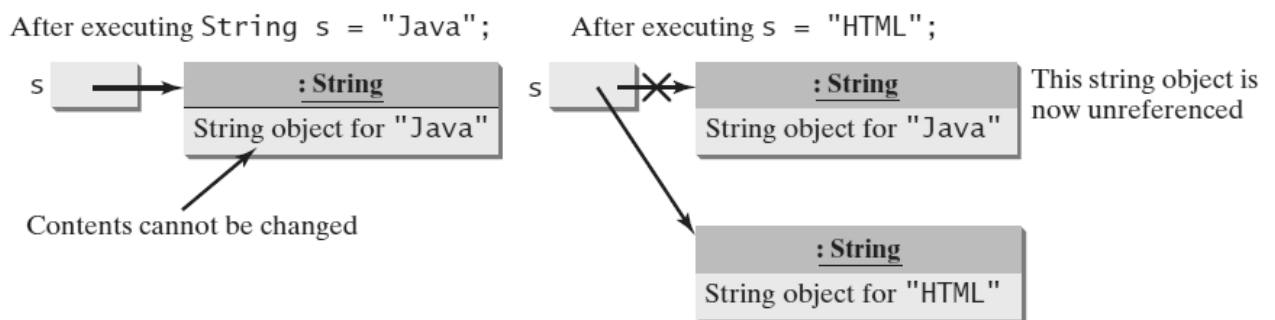 After executing String s = "Java";
s
: String
String object for "Java"
Contents cannot be changed
After executing s = "HTML";
s
: String
String object for "Java"
This string object is
now unreferenced
: String
String object for "HTML"